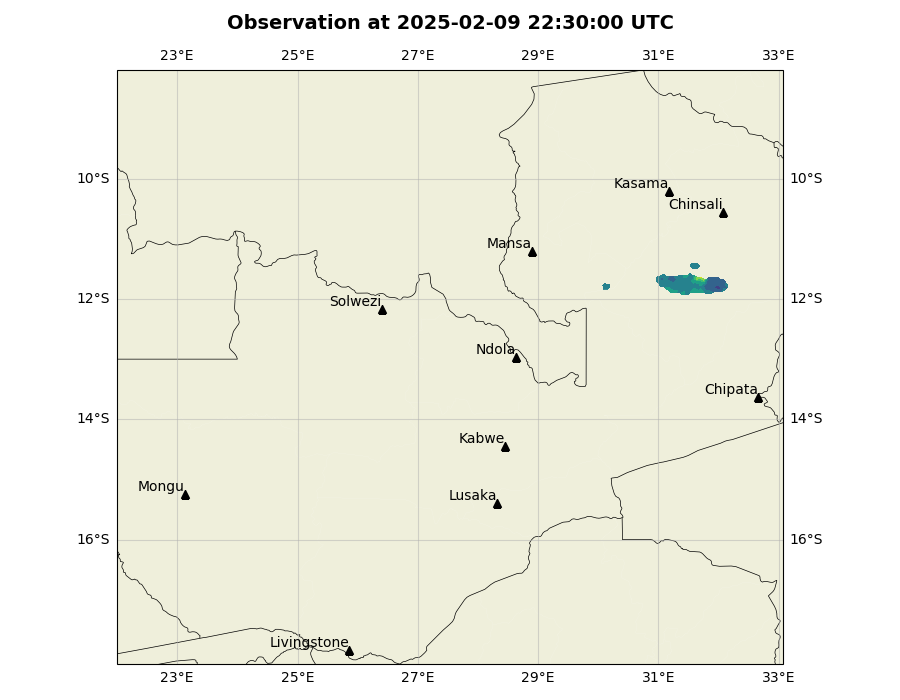 Observation at 2025-02-09 22:30:00 UTC
23°E 25°E 27°E 29°E 31°E 33°E
10°S 10°S
Kasama
Chinsali
Mansa
12°S 12°S
Solwezi
Ndola
Chipata
14°S 14°S
Kabwe
Mongu
Lusaka
16°S 16°S
Livingstone
23°E 25°E 27°E 29°E 31°E 33°E